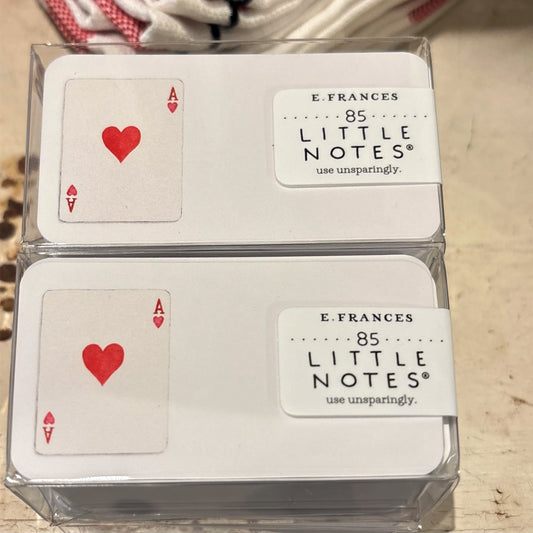 A
E. FRANCES
85
LITTLE
NOTES®
use unsparingly.
A
A
E. FRANCES
85
LITTLE
NOTES®
use unsparingly.
A